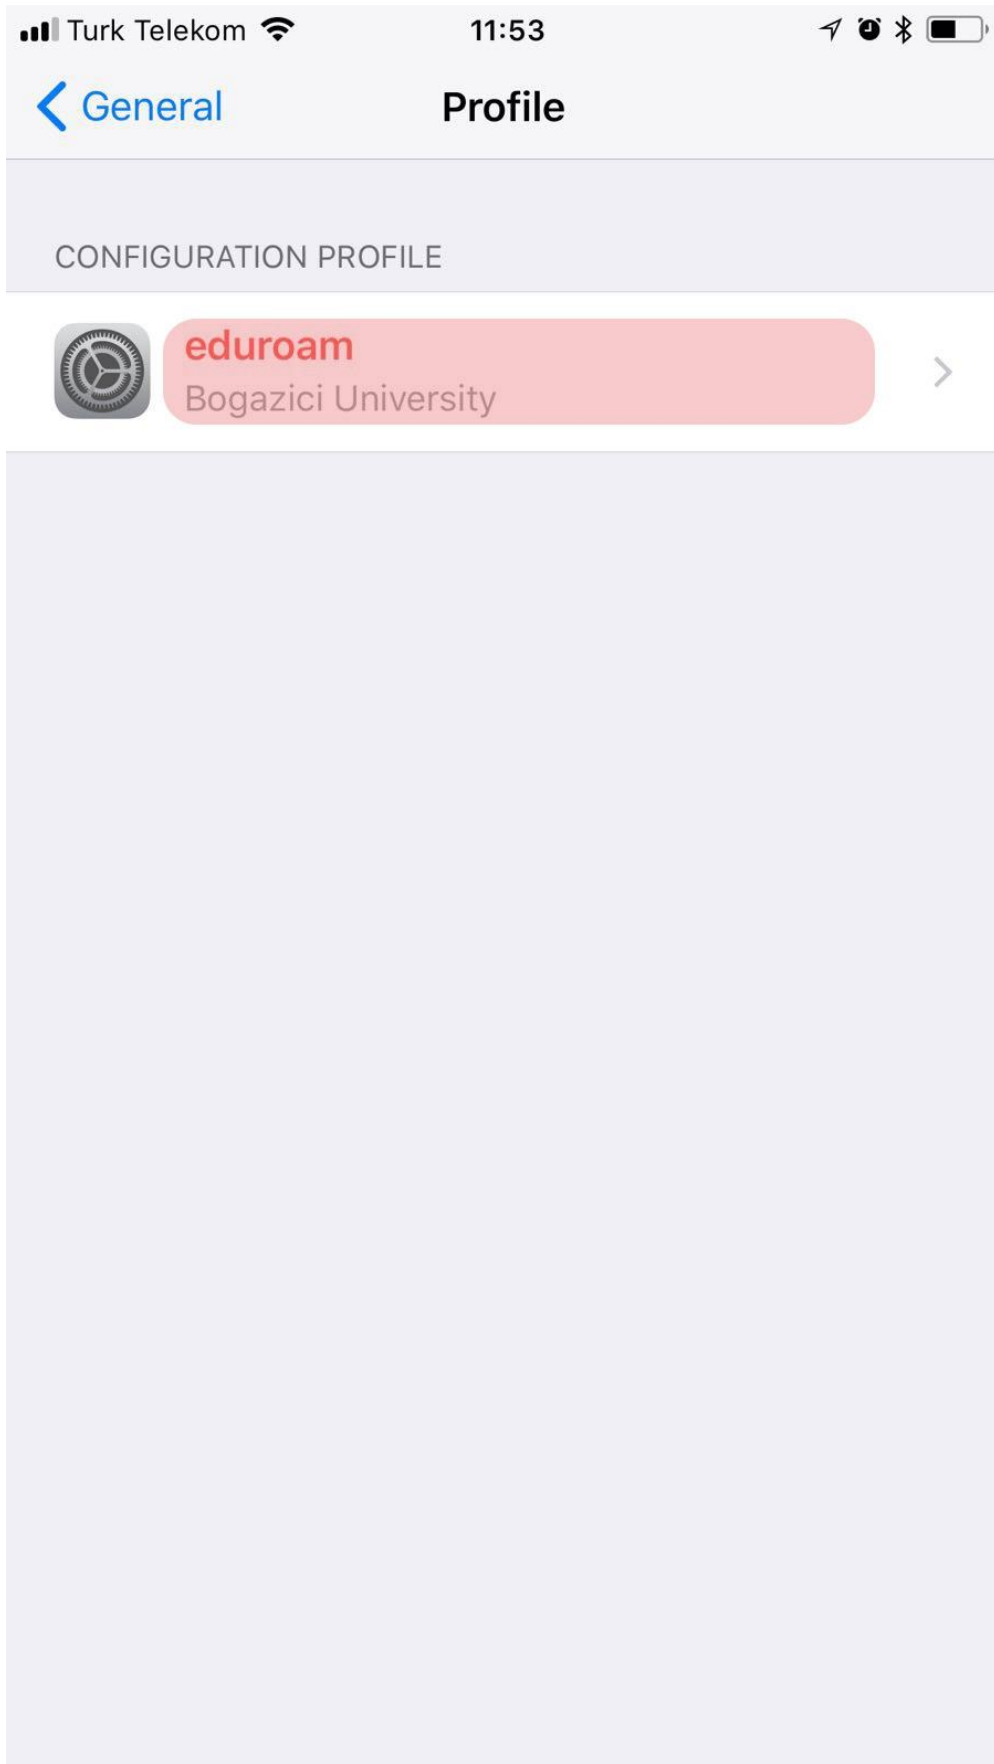 Turk Telekom
11:53
General
Profile
CONFIGURATION PROFILE
eduroam
Bogazici University